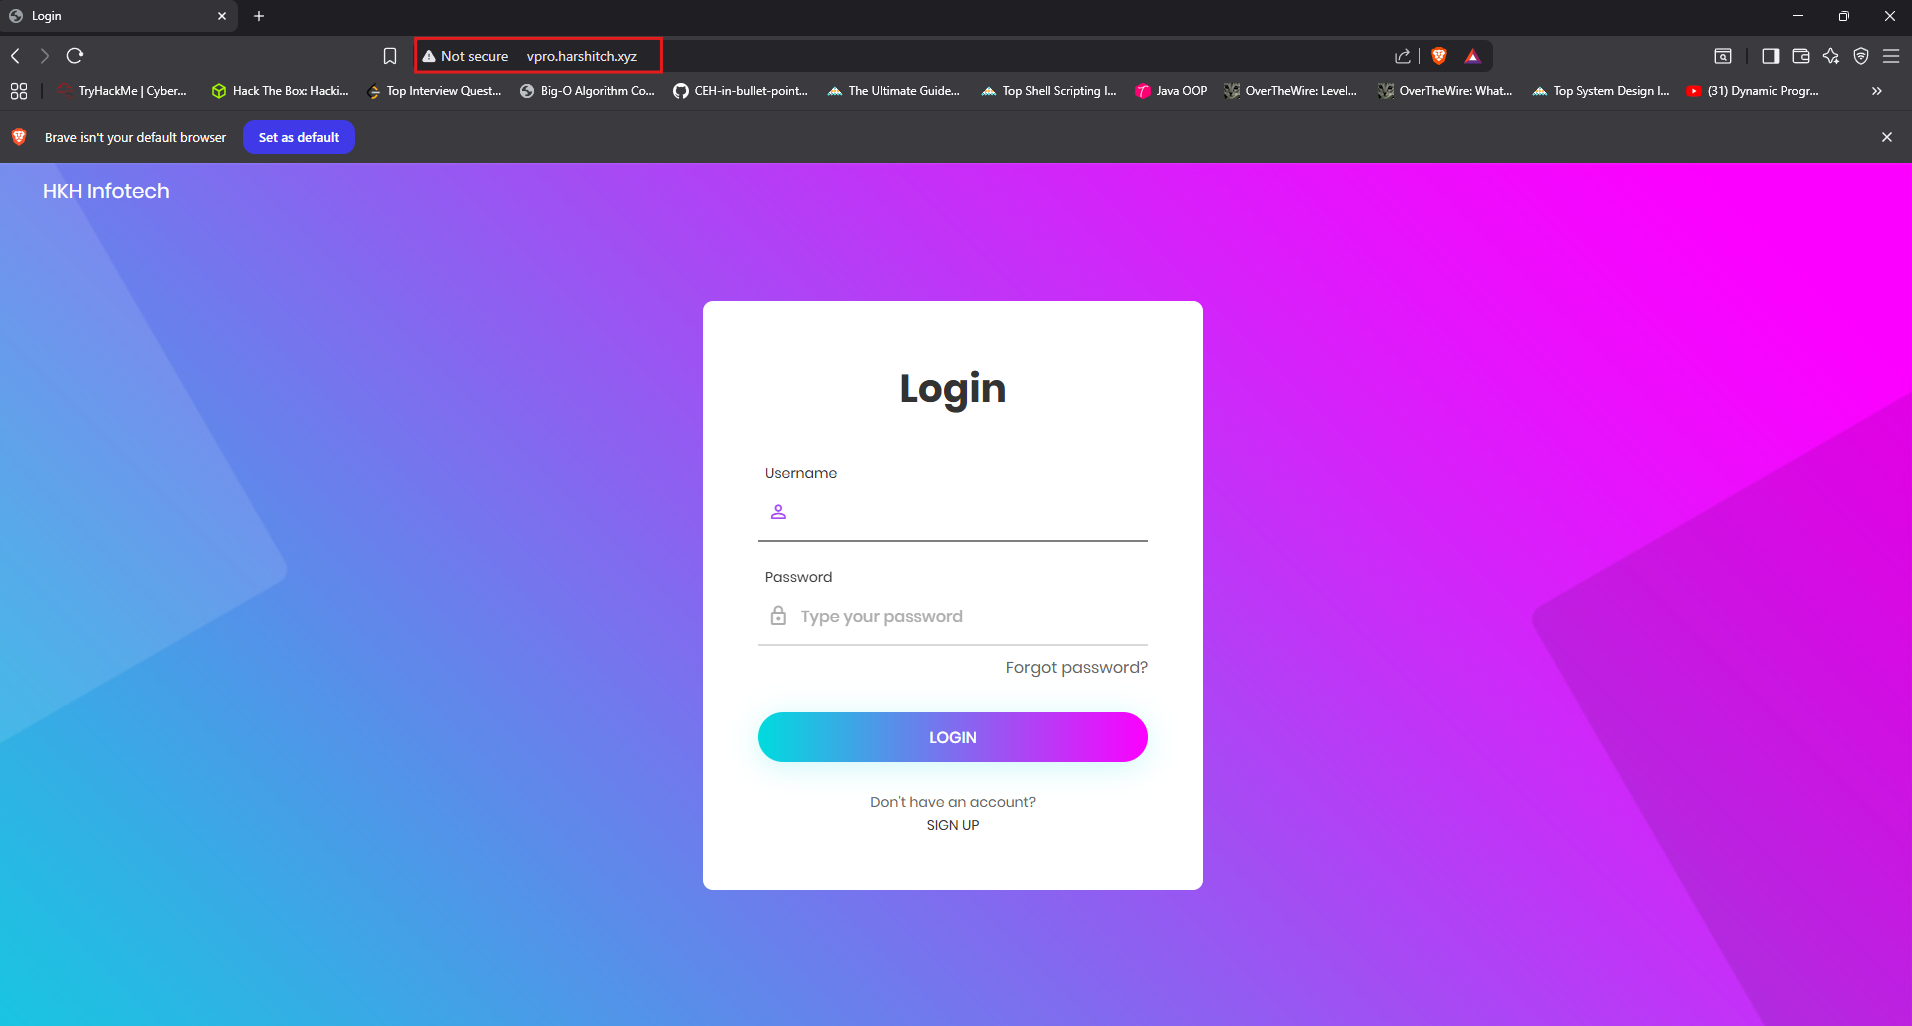 Login
Not secure vpro.harshitch.xyz
TryHackMe | Cyber... Hack The Box: Hacki... Top Interview Quest... Big-O Algorithm Co... CEH-in-bullet-point... The Ultimate Guide... Top Shell Scripting I... Java OOP OverTheWire: Level... OverTheWire: What... Top System Design I... (31) Dynamic Progr...
Brave isn't your default browser Set as default
HKH Infotech
Login
Username
Password
Type your password
Forgot password?
LOGIN
Don't have an account?
SIGN UP